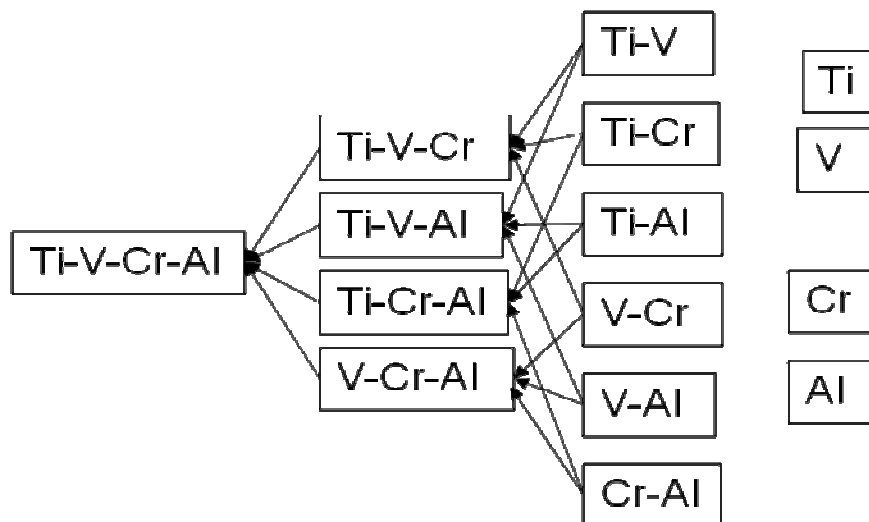 Ti-V-Cr-Al
Ti-V-Cr
Ti-V-Al
Ti-Cr-Al
V-Cr-Al
Ti-V
Ti-Cr
Ti-Al
V-Cr
V-Al
Cr-Al
Ti
V
Cr
Al